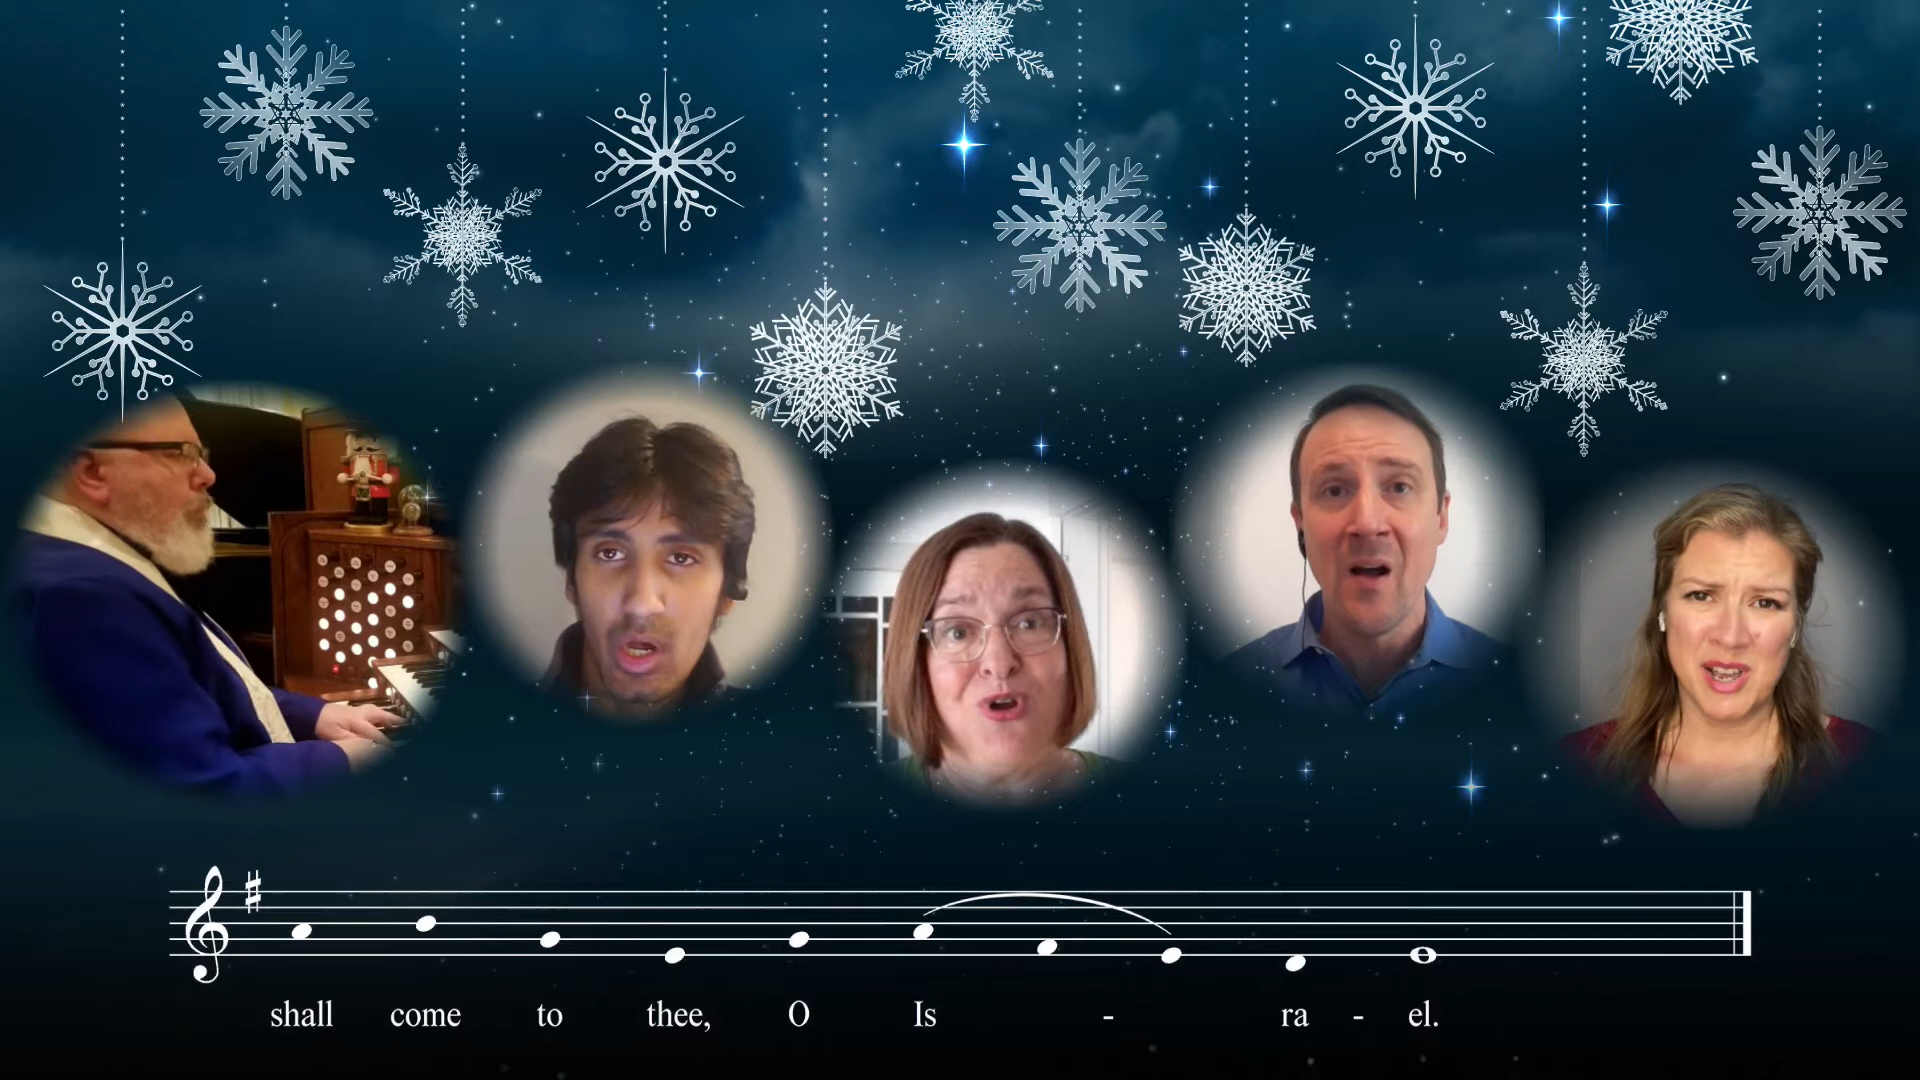 shall come to thee, O Is - ra - el.